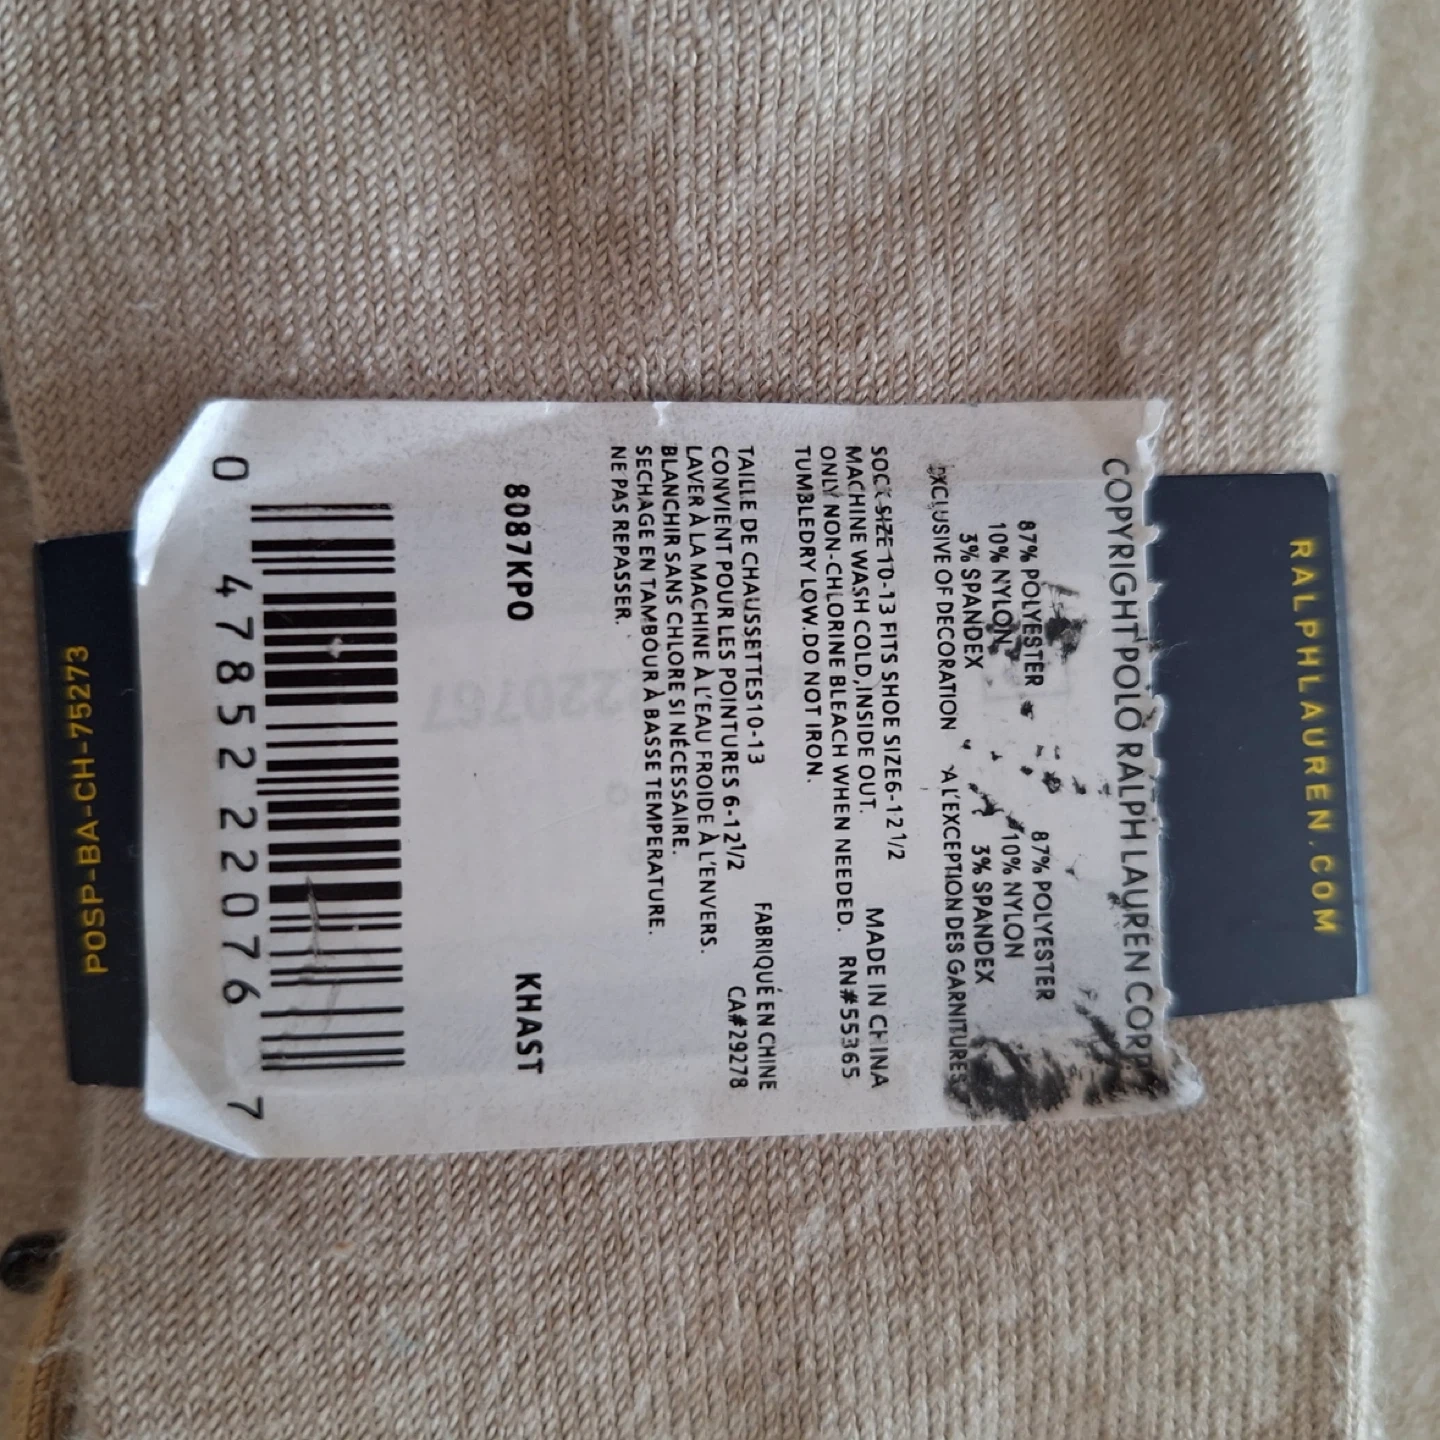 RALPHLAUREN.COM
COPYRIGHT POLO RALPH LAUREN CORP
87% POLYESTER
10% NYLON
3% SPANDEX
EXCLUSIVE OF DECORATION
87% POLYESTER
10% NYLON
3% SPANDEX
A L'EXCEPTION DES GARNITURES
SOCK SIZE 10-13 FITS SHOE SIZE6-12 1/2
MACHINE WASH COLD, INSIDE OUT. MADE IN CHINA
ONLY NON-CHLORINE BLEACH WHEN NEEDED. RN#55365
TUMBLEDRY LOW.DO NOT IRON.
TAILLE DE CHAUSSETTES10-13
CONVIENT POUR LES POINTURES 6-12 1/2 FABRIQUÉ EN CHINE
LAVER À LA MACHINE À L'EAU FROIDE À L'ENVERS. CA#29278
BLANCHIR SANS CHLORE SI NÉCESSAIRE.
SECHAGE EN TAMBOUR À BASSE TEMPERATURE.
NE PAS REPASSER.
8087KPO KHAST
0 47852 22076 7
POSP-BA-CH-75273